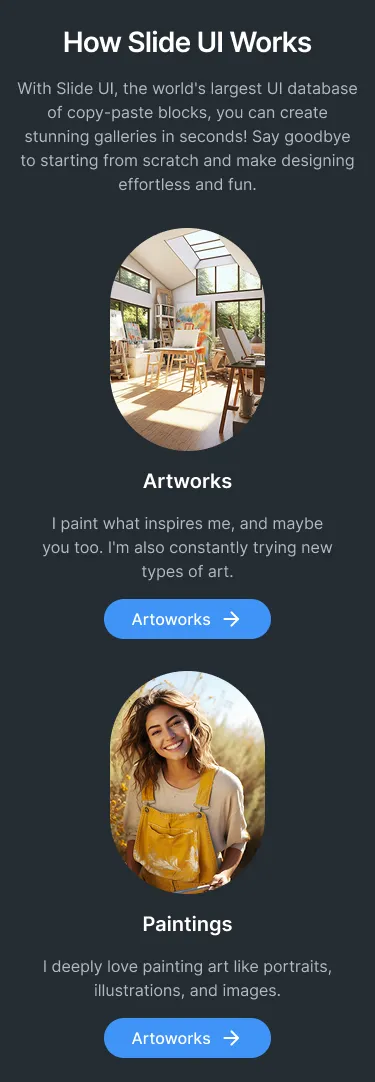 How Slide UI Works
With Slide UI, the world's largest UI database
of copy-paste blocks, you can create
stunning galleries in seconds! Say goodbye
to starting from scratch and make designing
effortless and fun.
Artworks
I paint what inspires me, and maybe
you too. I'm also constantly trying new
types of art.
Artoworks
Paintings
I deeply love painting art like portraits,
illustrations, and images.
Artoworks